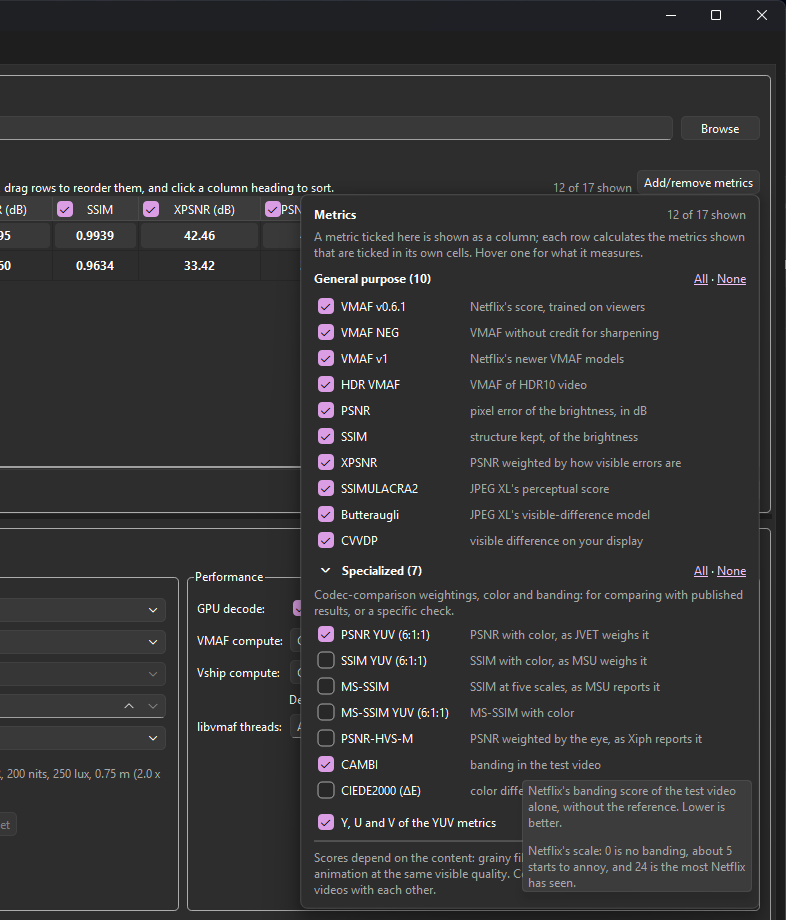 Browse
drag rows to reorder them, and click a column heading to sort.
12 of 17 shown
Add/remove metrics
(dB)
SSIM
XPSNR (dB)
95
0.9939
42.46
60
0.9634
33.42
Metrics
12 of 17 shown
A metric ticked here is shown as a column; each row calculates the metrics shown
that are ticked in its own cells. Hover one for what it measures.
General purpose (10)
All · None
VMAF v0.6.1
Netflix's score, trained on viewers
VMAF NEG
VMAF without credit for sharpening
VMAF v1
Netflix's newer VMAF models
HDR VMAF
VMAF of HDR10 video
PSNR
pixel error of the brightness, in dB
SSIM
structure kept, of the brightness
XPSNR
PSNR weighted by how visible errors are
SSIMULACRA2
JPEG XL's perceptual score
Butteraugli
JPEG XL's visible-difference model
CVVDP
visible difference on your display
Specialized (7)
All · None
Codec-comparison weightings, color and banding: for comparing with published
results, or a specific check.
PSNR YUV (6:1:1)
PSNR with color, as JVET weighs it
SSIM YUV (6:1:1)
SSIM with color, as MSU weighs it
MS-SSIM
SSIM at five scales, as MSU reports it
MS-SSIM YUV (6:1:1)
MS-SSIM with color
PSNR-HVS-M
PSNR weighted by the eye, as Xiph reports it
CAMBI
banding in the test video
CIEDE2000 (ΔE)
color diffe
Y, U and V of the YUV metrics
Netflix's banding score of the test video
alone, without the reference. Lower is
better.
Netflix's scale: 0 is no banding, about 5
starts to annoy, and 24 is the most Netflix
has seen.
Scores depend on the content: grainy fi
animation at the same visible quality. C
videos with each other.
Performance
GPU decode:
VMAF compute:
Vship compute:
De
libvmaf threads:
, 200 nits, 250 lux, 0.75 m (2.0 x
et